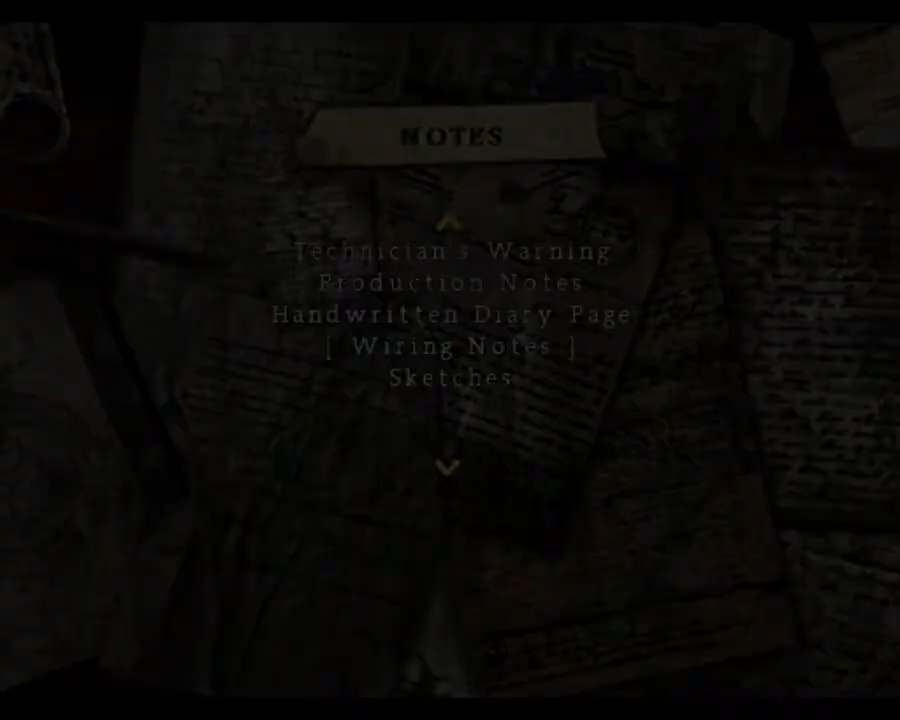 NOTES
Technician's Warning
Production Notes
Handwritten Diary Page
[ Wiring Notes ]
Sketches